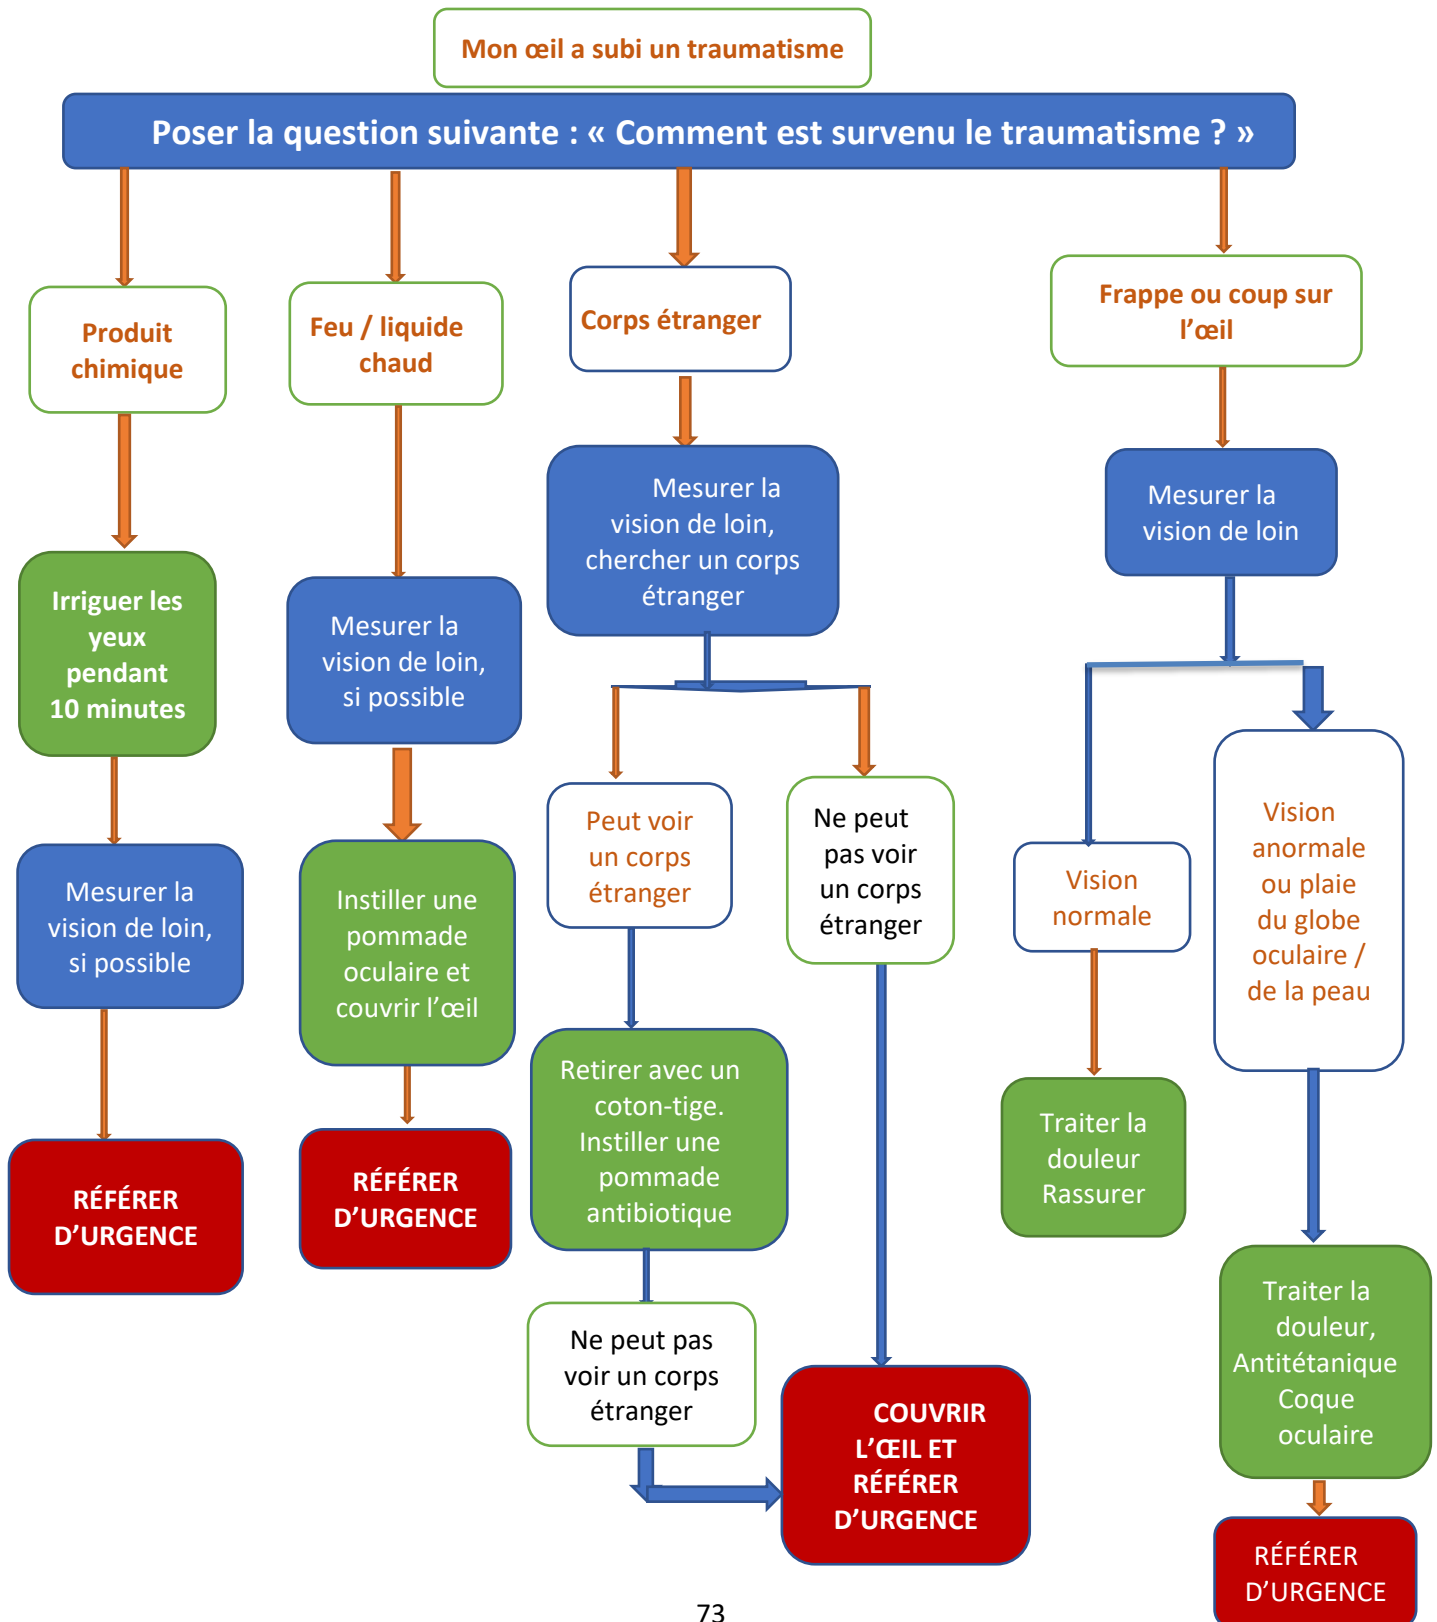 Mon œil a subi un traumatisme
Poser la question suivante : « Comment est survenu le traumatisme ? »
Produit
chimique
Feu / liquide
chaud
Corps étranger
Frappe ou coup sur
l’œil
Irriguer les
yeux
pendant
10 minutes
Mesurer la
vision de loin,
si possible
Mesurer la
vision de loin,
chercher un corps
étranger
Mesurer la
vision de loin
Mesurer la
vision de loin,
si possible
Instiller une
pommade
oculaire et
couvrir l’œil
Peut voir
un corps
étranger
Ne peut
pas voir
un corps
étranger
Vision
normale
Vision
anormale
ou plaie
du globe
oculaire /
de la peau
RÉFÉRER
D’URGENCE
RÉFÉRER
D’URGENCE
Retirer avec un
coton-tige.
Instiller une
pommade
antibiotique
Traiter la
douleur
Rassurer
Ne peut pas
voir un corps
étranger
COUVRIR
L’ŒIL ET
RÉFÉRER
D’URGENCE
Traiter la
douleur,
Antitétanique
Coque
oculaire
RÉFÉRER
D’URGENCE
73